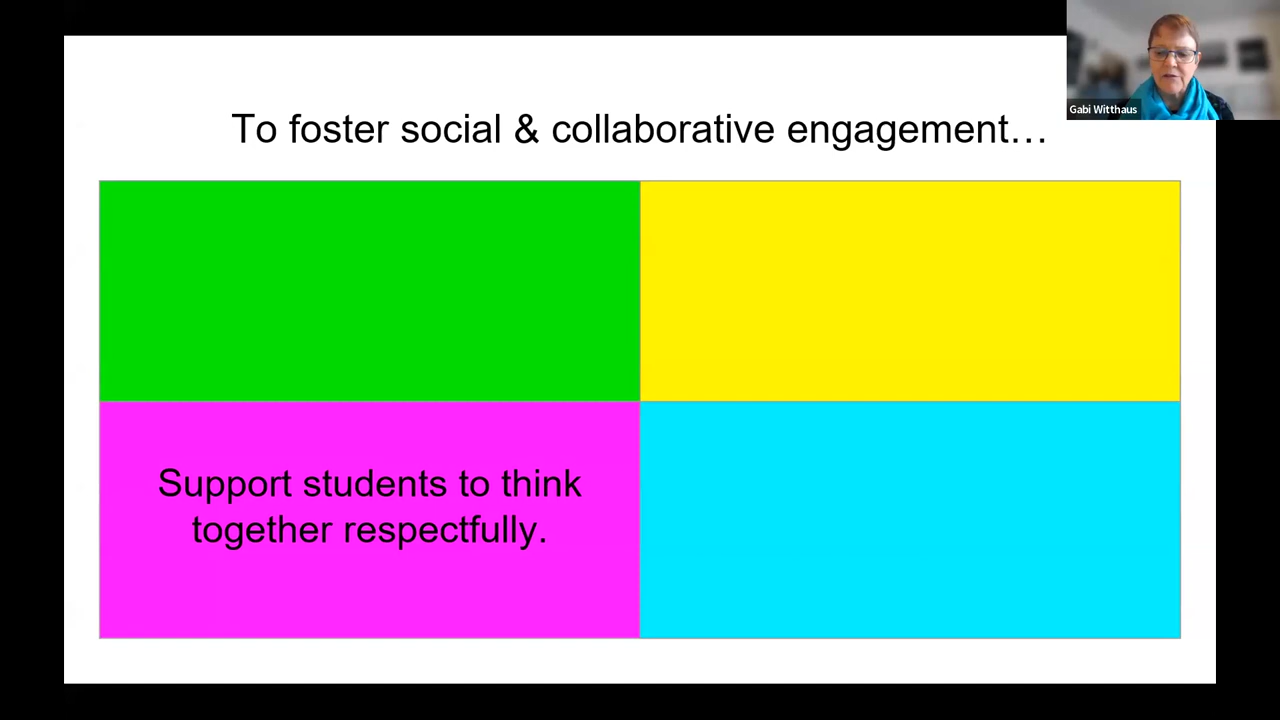 Gabi Witthaus
To foster social & collaborative engagement…
Support students to think
together respectfully.